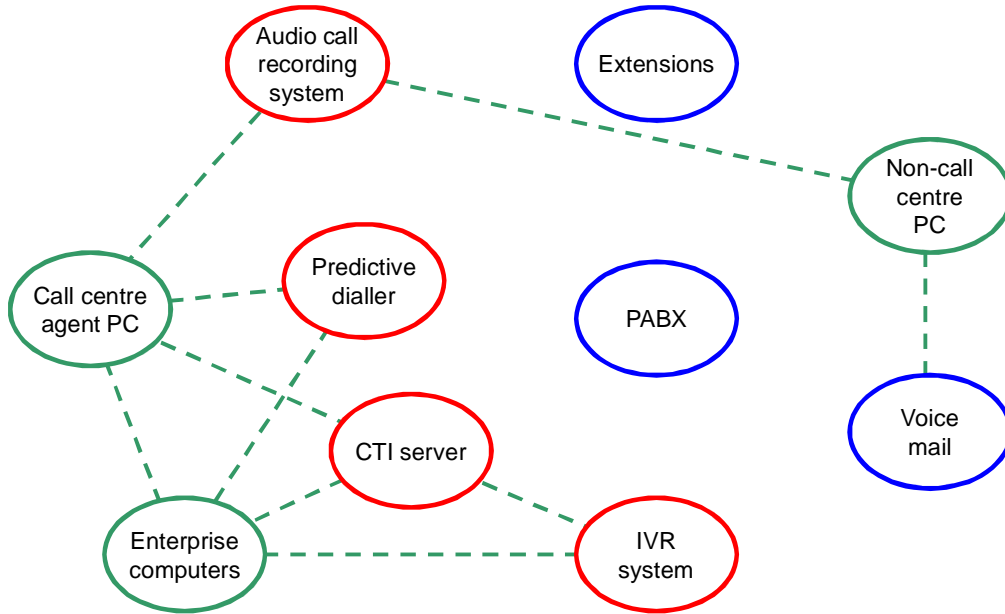 Audio call
recording
system
Extensions
Non-call
centre
PC
Predictive
dialler
Call centre
agent PC
PABX
Voice
mail
CTI server
Enterprise
computers
IVR
system